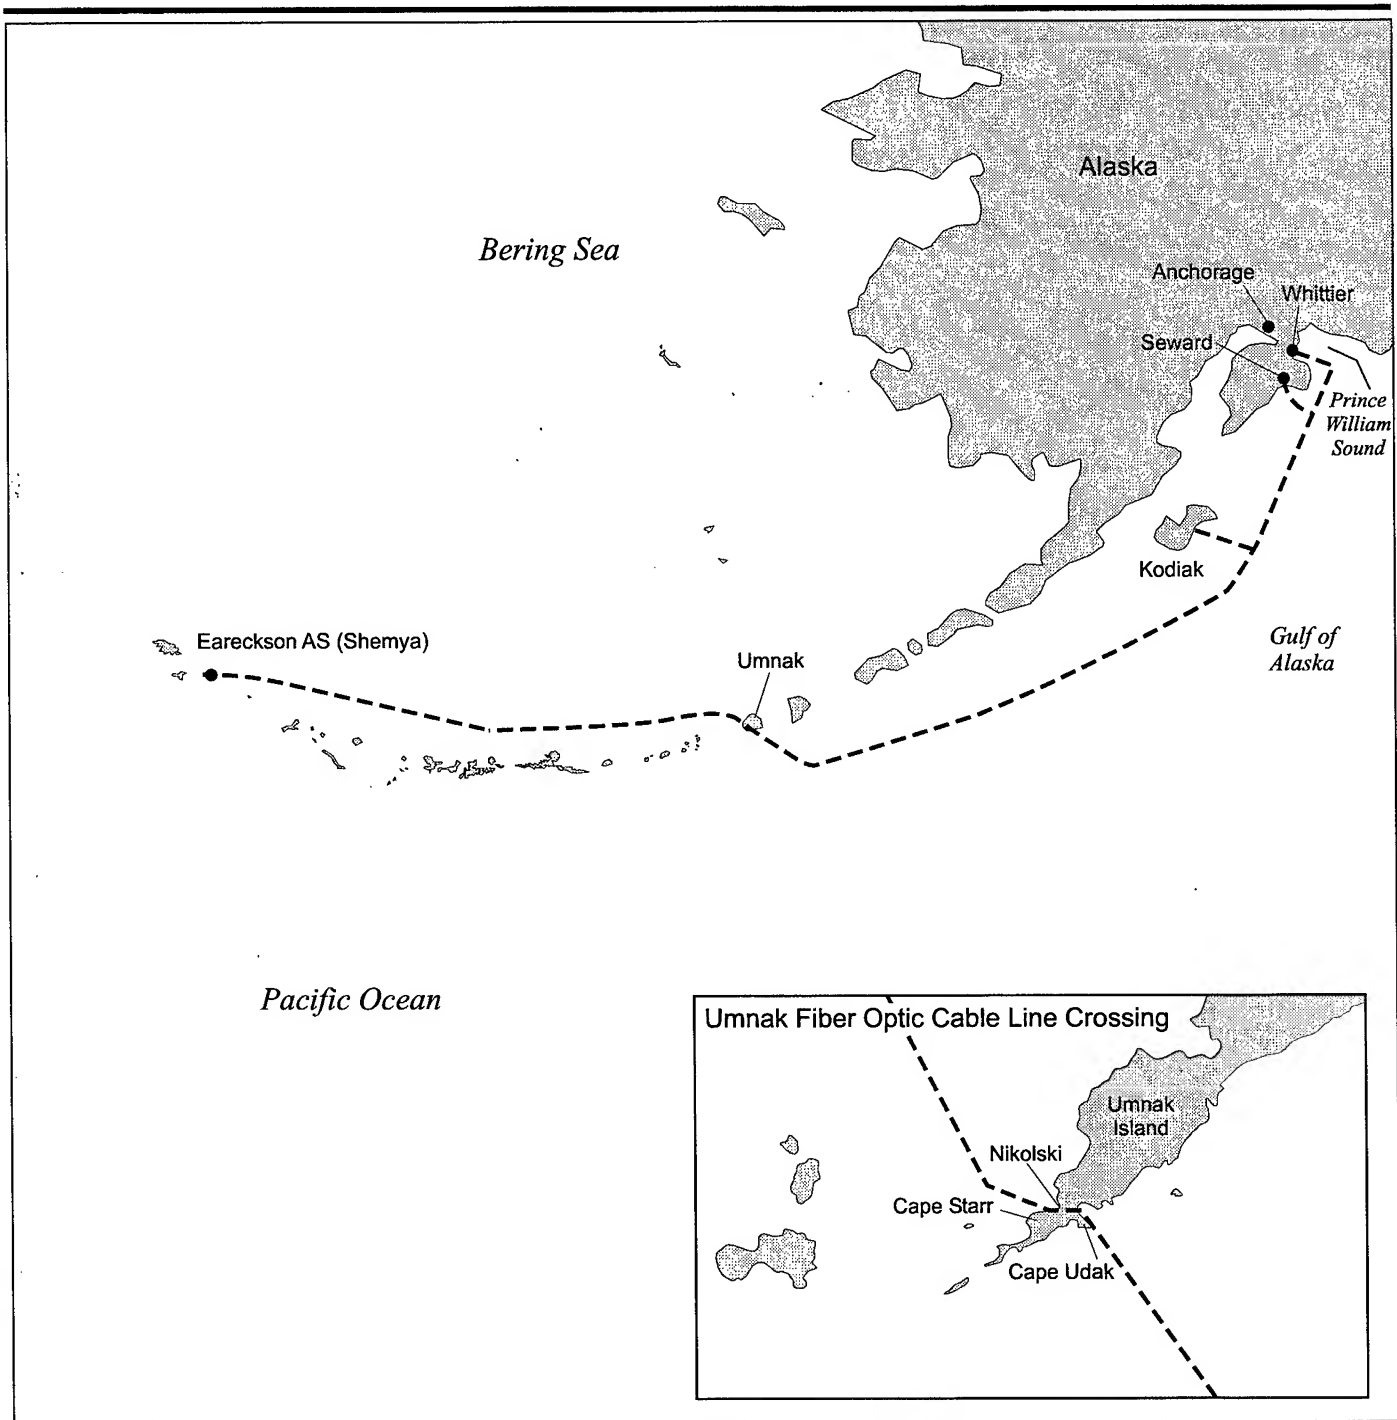 Alaska
Bering Sea
Anchorage
Whittier
Seward
Prince
William
Sound
Kodiak
Gulf of
Alaska
Eareckson AS (Shemya)
Umnak
Pacific Ocean
Umnak Fiber Optic Cable Line Crossing
Umnak
Island
Nikolski
Cape Starr
Cape Udak